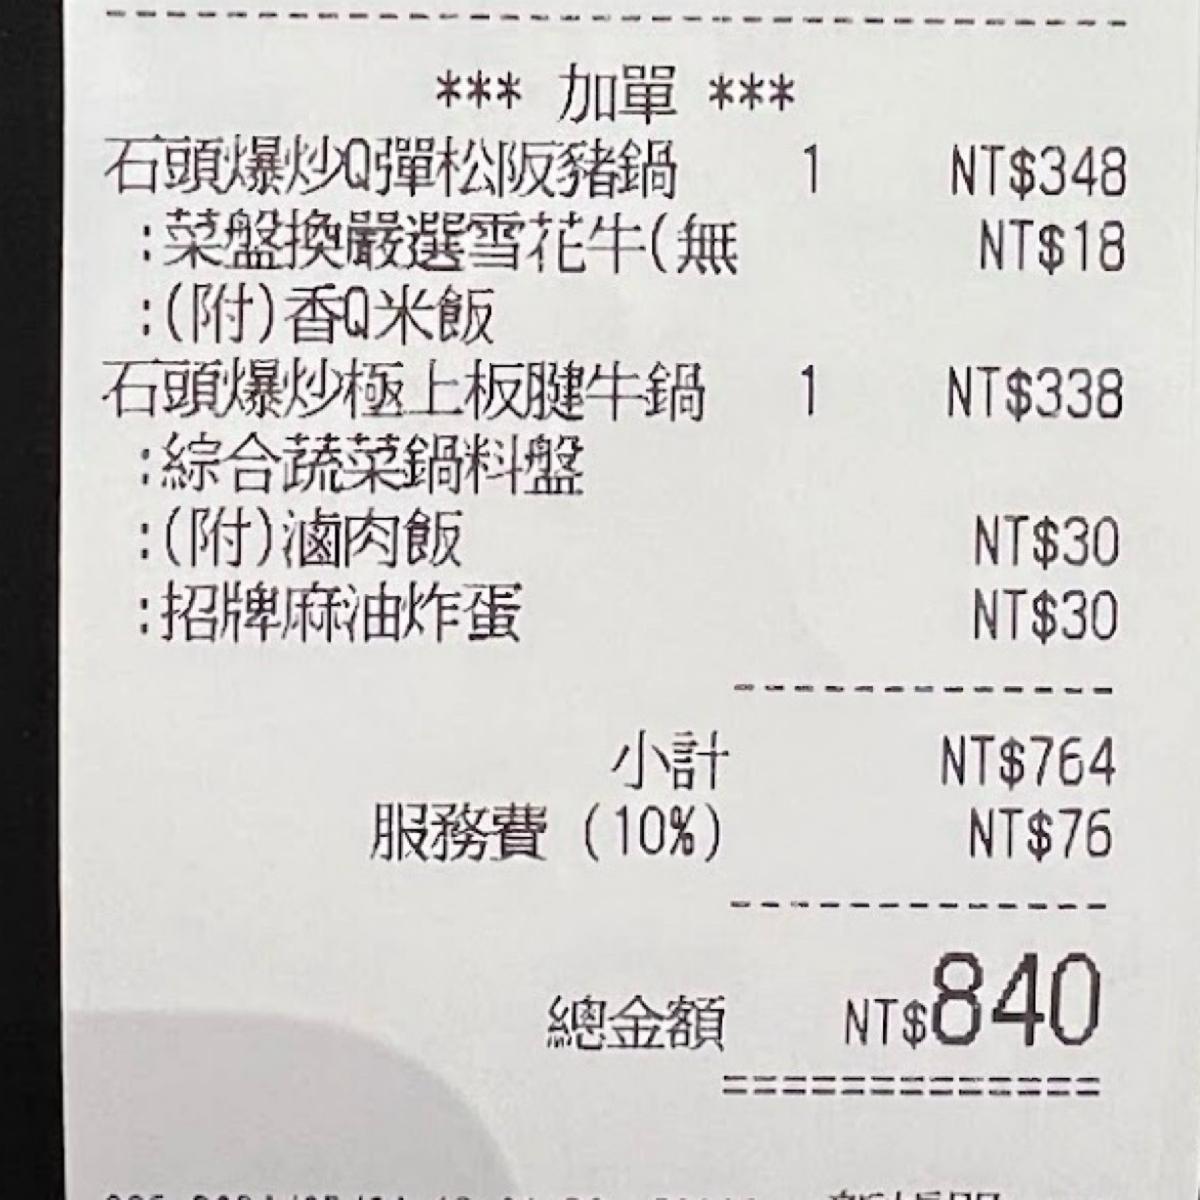 *** 加單 ***
石頭爆炒Q彈松阪豬鍋 1 NT$348
:菜盤換嚴選雪花牛(無 NT$18
:(附)香Q米飯
石頭爆炒極上板腱牛鍋 1 NT$338
:綜合蔬菜鍋料盤
:(附)滷肉飯 NT$30
:招牌麻油炸蛋 NT$30
小計 NT$764
服務費 (10%) NT$76
總金額 NT$840